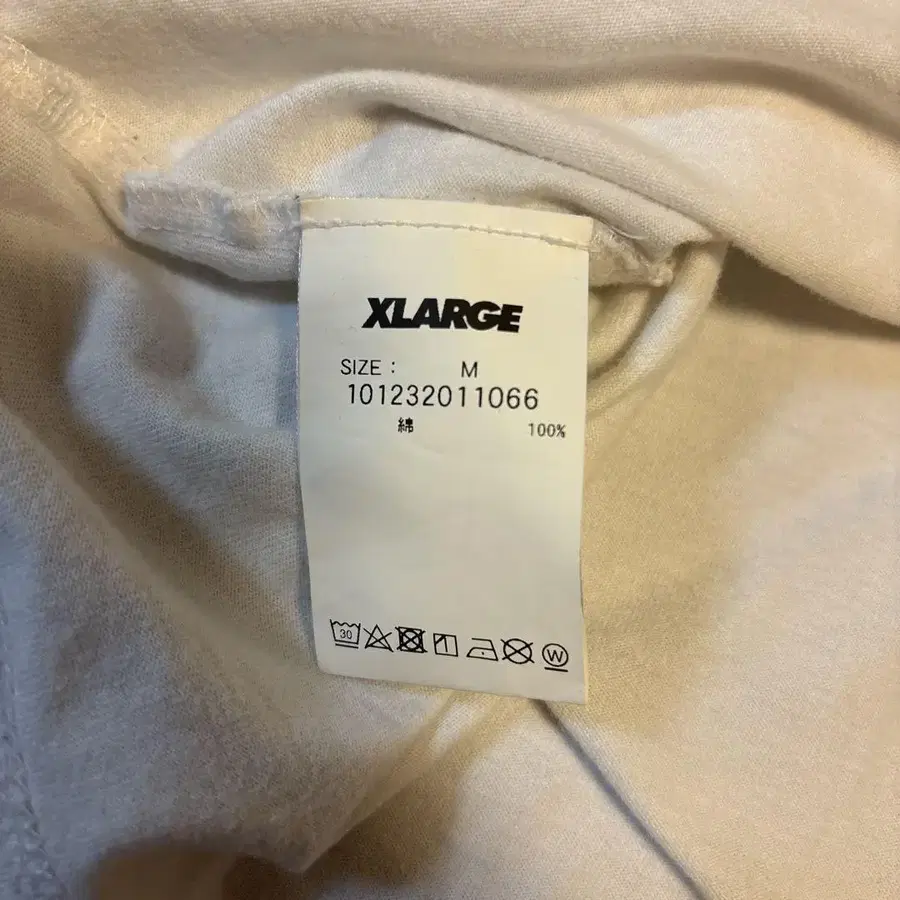 XLARGE
SIZE : M
101232011066
綿 100%
30
W